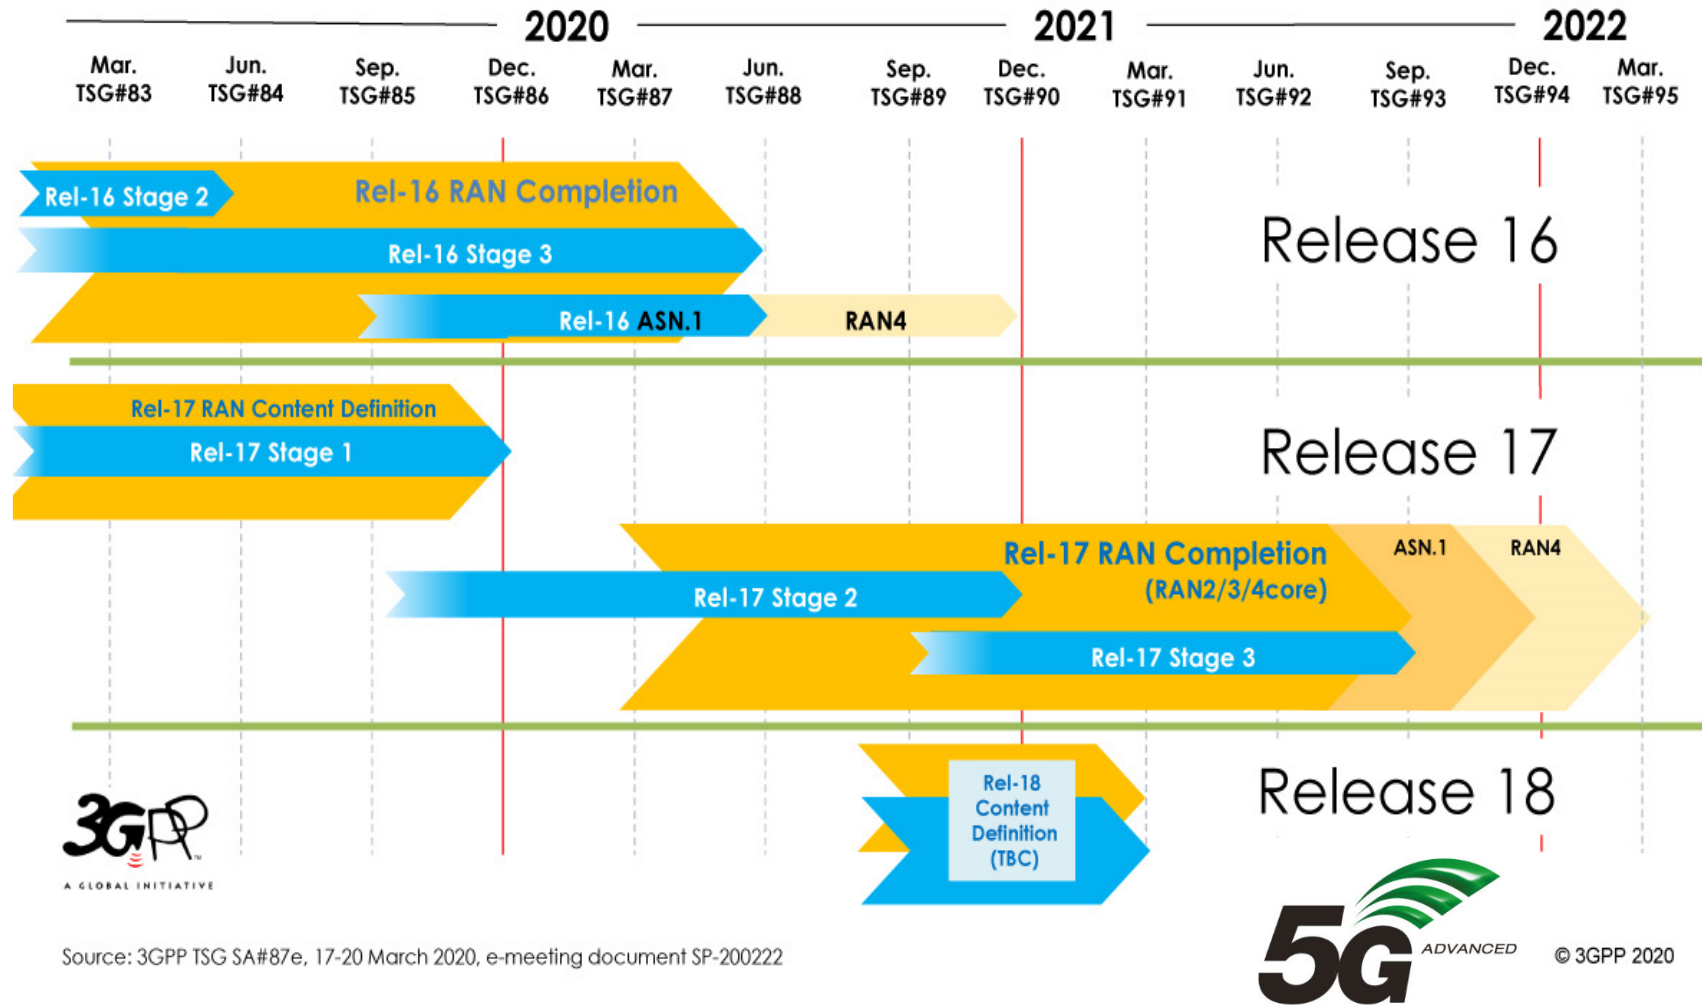 2020 2021 2022
Mar. Jun. Sep. Dec. Mar. Jun. Sep. Dec. Mar. Jun. Sep. Dec. Mar.
TSG#83 TSG#84 TSG#85 TSG#86 TSG#87 TSG#88 TSG#89 TSG#90 TSG#91 TSG#92 TSG#93 TSG#94 TSG#95
Rel-16 Stage 2
Rel-16 RAN Completion
Rel-16 Stage 3
Release 16
Rel-16 ASN.1
RAN4
Rel-17 RAN Content Definition
Rel-17 Stage 1
Release 17
Rel-17 RAN Completion
(RAN2/3/4core)
ASN.1
RAN4
Rel-17 Stage 2
Rel-17 Stage 3
Rel-18
Content
Definition
(TBC)
Release 18
3GPP
TM
A GLOBAL INITIATIVE
5G
ADVANCED
Source: 3GPP TSG SA#87e, 17-20 March 2020, e-meeting document SP-200222
© 3GPP 2020